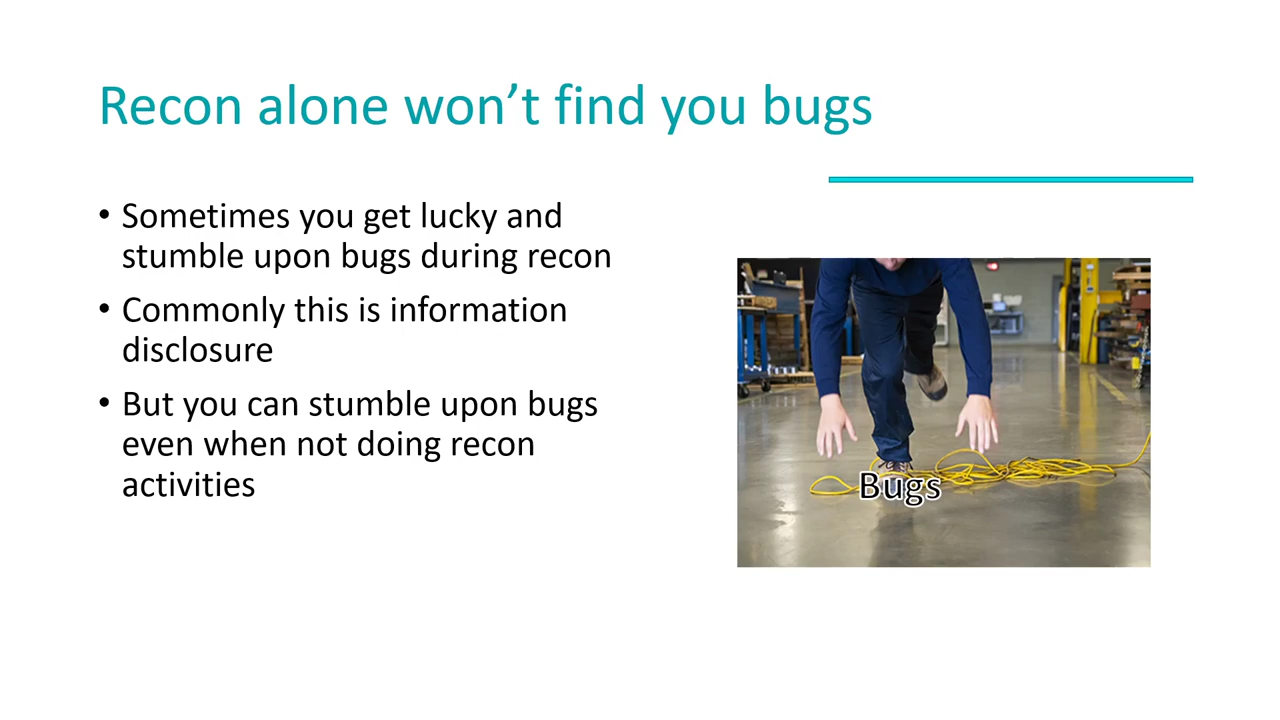 Recon alone won’t find you bugs
• Sometimes you get lucky and
stumble upon bugs during recon
• Commonly this is information
disclosure
• But you can stumble upon bugs
even when not doing recon
activities
Bugs